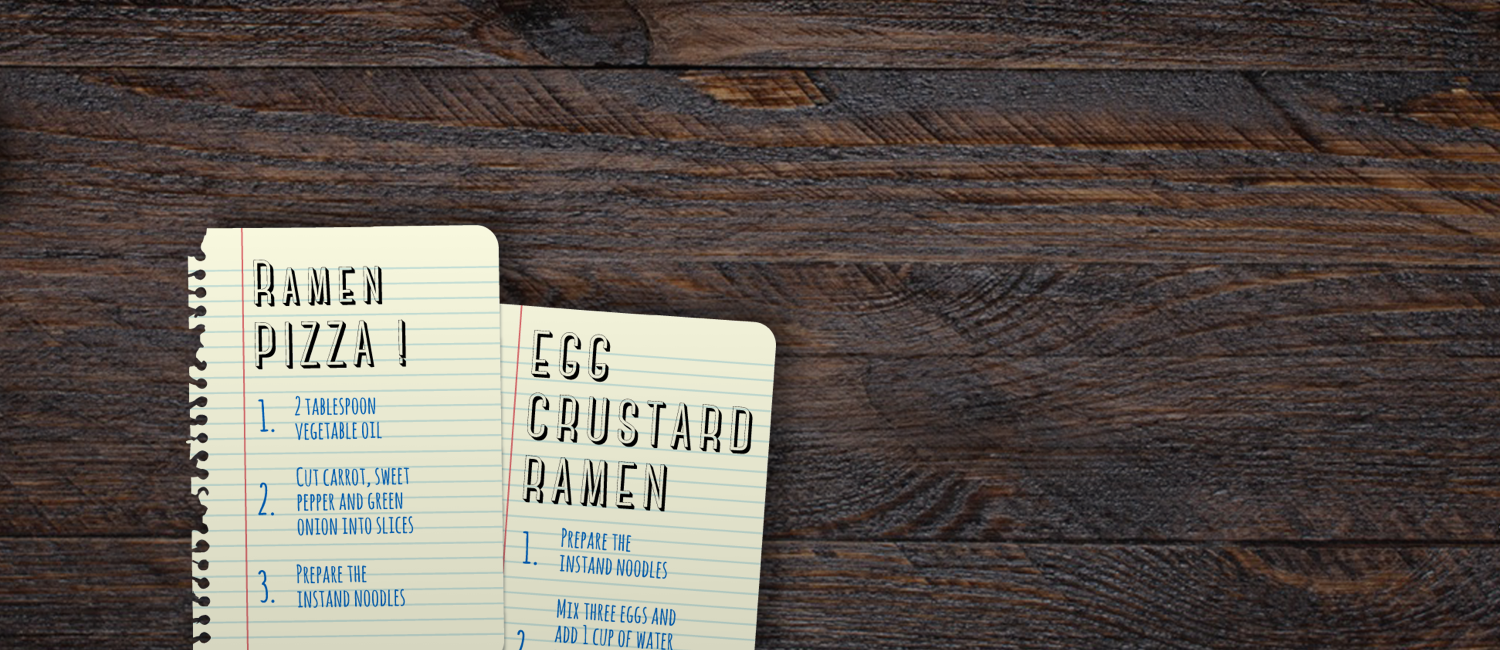 Ramen
pizza !
1. 2 tablespoon
vegetable oil
2. Cut carrot, sweet
pepper and green
onion into slices
3. Prepare the
instand noodles
Egg
crustard
ramen
1. Prepare the
instand noodles
2. Mix three eggs and
add 1 cup of water